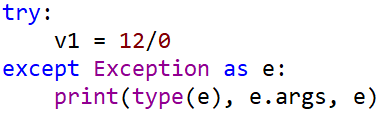 try:
    v1 = 12/0
except Exception as e:
    print(type(e), e.args, e)